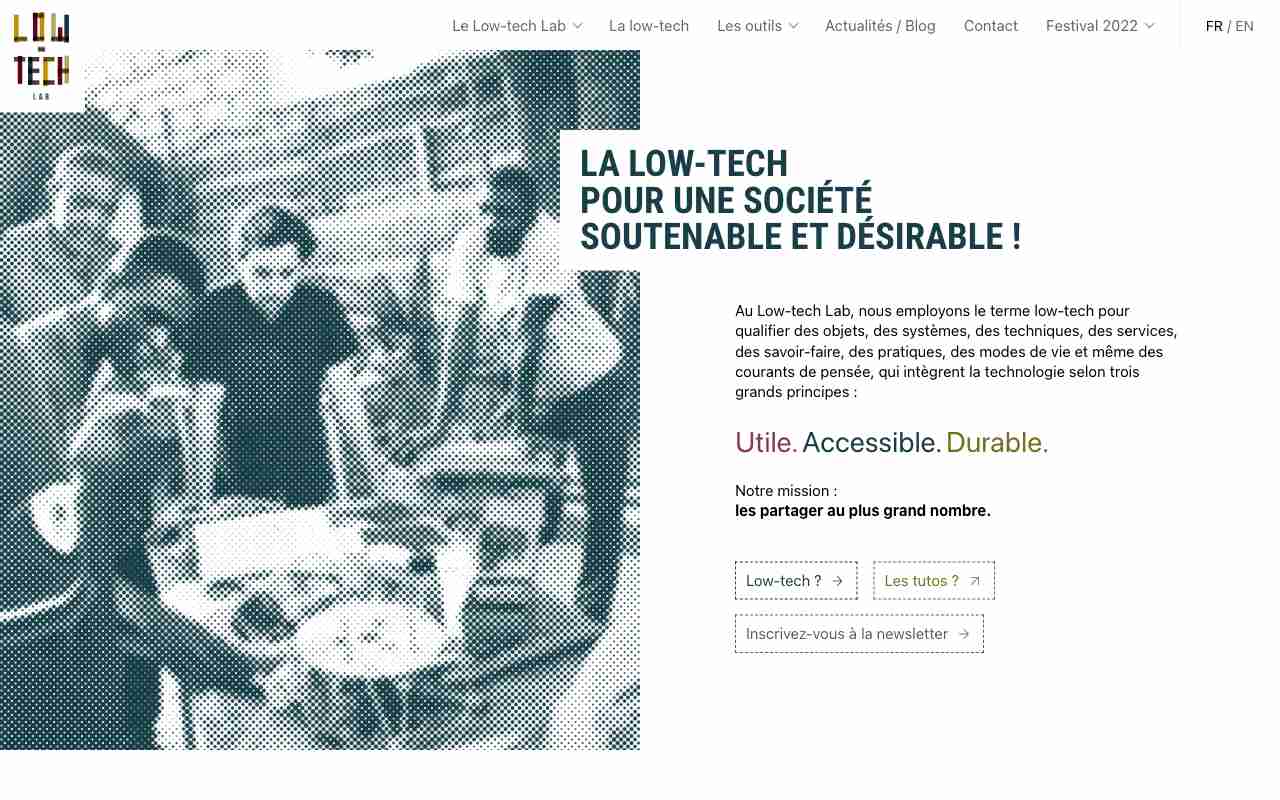 LOW
-
TECH
LAB
Le Low-tech Lab
La low-tech
Les outils
Actualités / Blog
Contact
Festival 2022
FR / EN
LA LOW-TECH
POUR UNE SOCIÉTÉ
SOUTENABLE ET DÉSIRABLE !
Au Low-tech Lab, nous employons le terme low-tech pour
qualifier des objets, des systèmes, des techniques, des services,
des savoir-faire, des pratiques, des modes de vie et même des
courants de pensée, qui intègrent la technologie selon trois
grands principes :
Utile. Accessible. Durable.
Notre mission :
les partager au plus grand nombre.
Low-tech ? →
Les tutos ? ↗
Inscrivez-vous à la newsletter →